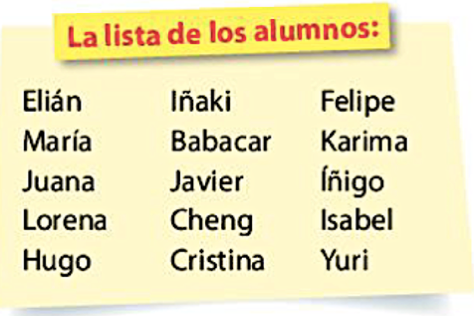 La lista de los alumnos:
Elián Iñaki Felipe
María Babacar Karima
Juana Javier Íñigo
Lorena Cheng Isabel
Hugo Cristina Yuri